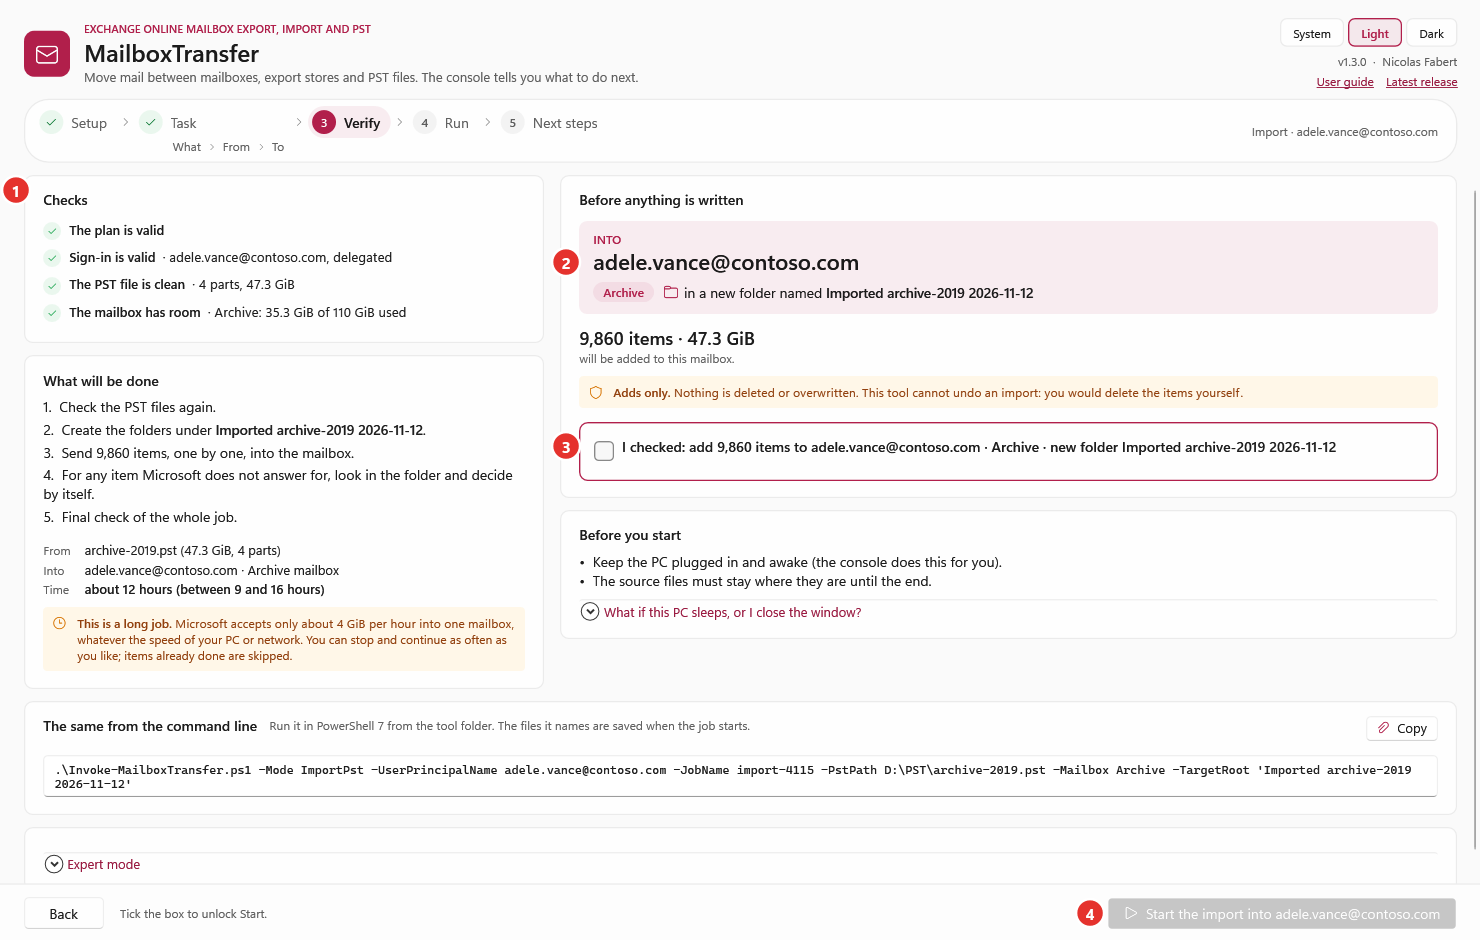 EXCHANGE ONLINE MAILBOX EXPORT, IMPORT AND PST
MailboxTransfer
Move mail between mailboxes, export stores and PST files. The console tells you what to do next.
System
Light
Dark
v1.3.0 · Nicolas Fabert
User guide
Latest release
Setup
Task
3 Verify
4 Run
5 Next steps
What
From
To
Import · adele.vance@contoso.com
1
Checks
The plan is valid
Sign-in is valid · adele.vance@contoso.com, delegated
The PST file is clean · 4 parts, 47.3 GiB
The mailbox has room · Archive: 35.3 GiB of 110 GiB used
What will be done
1. Check the PST files again.
2. Create the folders under Imported archive-2019 2026-11-12.
3. Send 9,860 items, one by one, into the mailbox.
4. For any item Microsoft does not answer for, look in the folder and decide
by itself.
5. Final check of the whole job.
From archive-2019.pst (47.3 GiB, 4 parts)
Into adele.vance@contoso.com · Archive mailbox
Time about 12 hours (between 9 and 16 hours)
This is a long job. Microsoft accepts only about 4 GiB per hour into one mailbox,
whatever the speed of your PC or network. You can stop and continue as often as
you like; items already done are skipped.
Before anything is written
INTO
2
adele.vance@contoso.com
Archive in a new folder named Imported archive-2019 2026-11-12
9,860 items · 47.3 GiB
will be added to this mailbox.
Adds only. Nothing is deleted or overwritten. This tool cannot undo an import: you would delete the items yourself.
3
I checked: add 9,860 items to adele.vance@contoso.com · Archive · new folder Imported archive-2019 2026-11-12
Before you start
• Keep the PC plugged in and awake (the console does this for you).
• The source files must stay where they are until the end.
What if this PC sleeps, or I close the window?
The same from the command line Run it in PowerShell 7 from the tool folder. The files it names are saved when the job starts.
Copy
.\Invoke-MailboxTransfer.ps1 -Mode ImportPst -UserPrincipalName adele.vance@contoso.com -JobName import-4115 -PstPath D:\PST\archive-2019.pst -Mailbox Archive -TargetRoot 'Imported archive-2019
2026-11-12'
Expert mode
Back
Tick the box to unlock Start.
4
Start the import into adele.vance@contoso.com